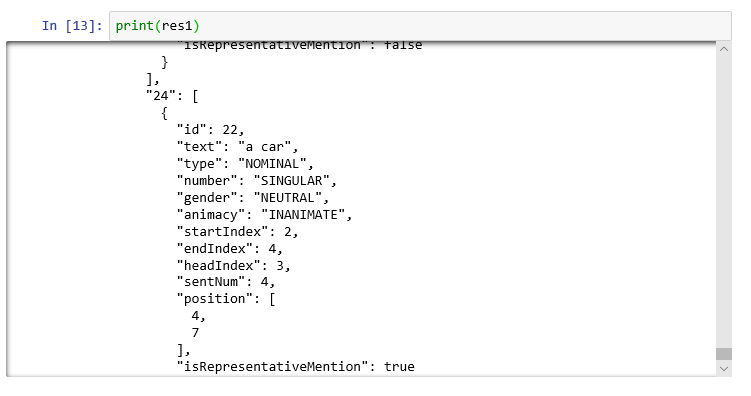 In [13]: print(res1)
"isRepresentativeMention": false
}
],
"24": [
{
"id": 22,
"text": "a car",
"type": "NOMINAL",
"number": "SINGULAR",
"gender": "NEUTRAL",
"animacy": "INANIMATE",
"startIndex": 2,
"endIndex": 4,
"headIndex": 3,
"sentNum": 4,
"position": [
4,
7
],
"isRepresentativeMention": true